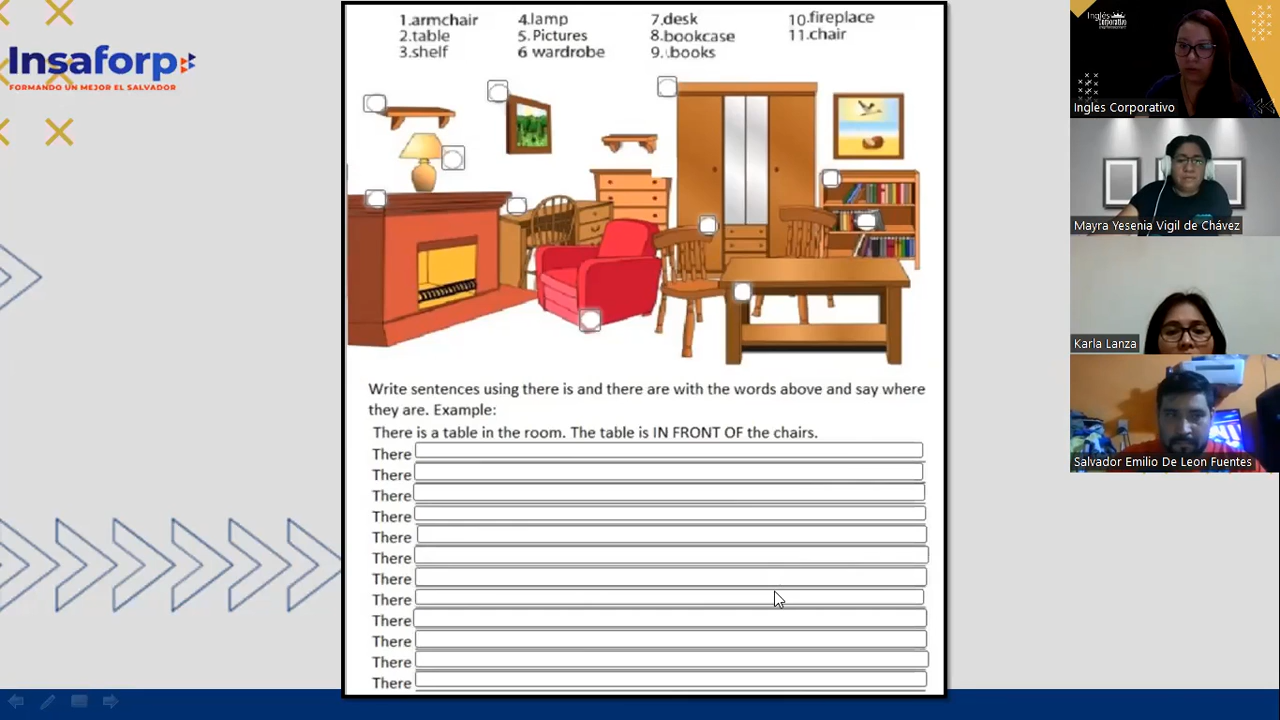 Insaforp
FORMANDO UN MEJOR EL SALVADOR
1.armchair 4.lamp 7.desk 10.fireplace
2.table 5.Pictures 8.bookcase 11.chair
3.shelf 6 wardrobe 9. books
Write sentences using there is and there are with the words above and say where
they are. Example:
There is a table in the room. The table is IN FRONT OF the chairs.
There
There
There
There
There
There
There
There
There
There
There
There
Inglés
Corporativo
Ingles Corporativo
Mayra Yesenia Vigil de Chávez
Karla Lanza
Salvador Emilio De Leon Fuentes